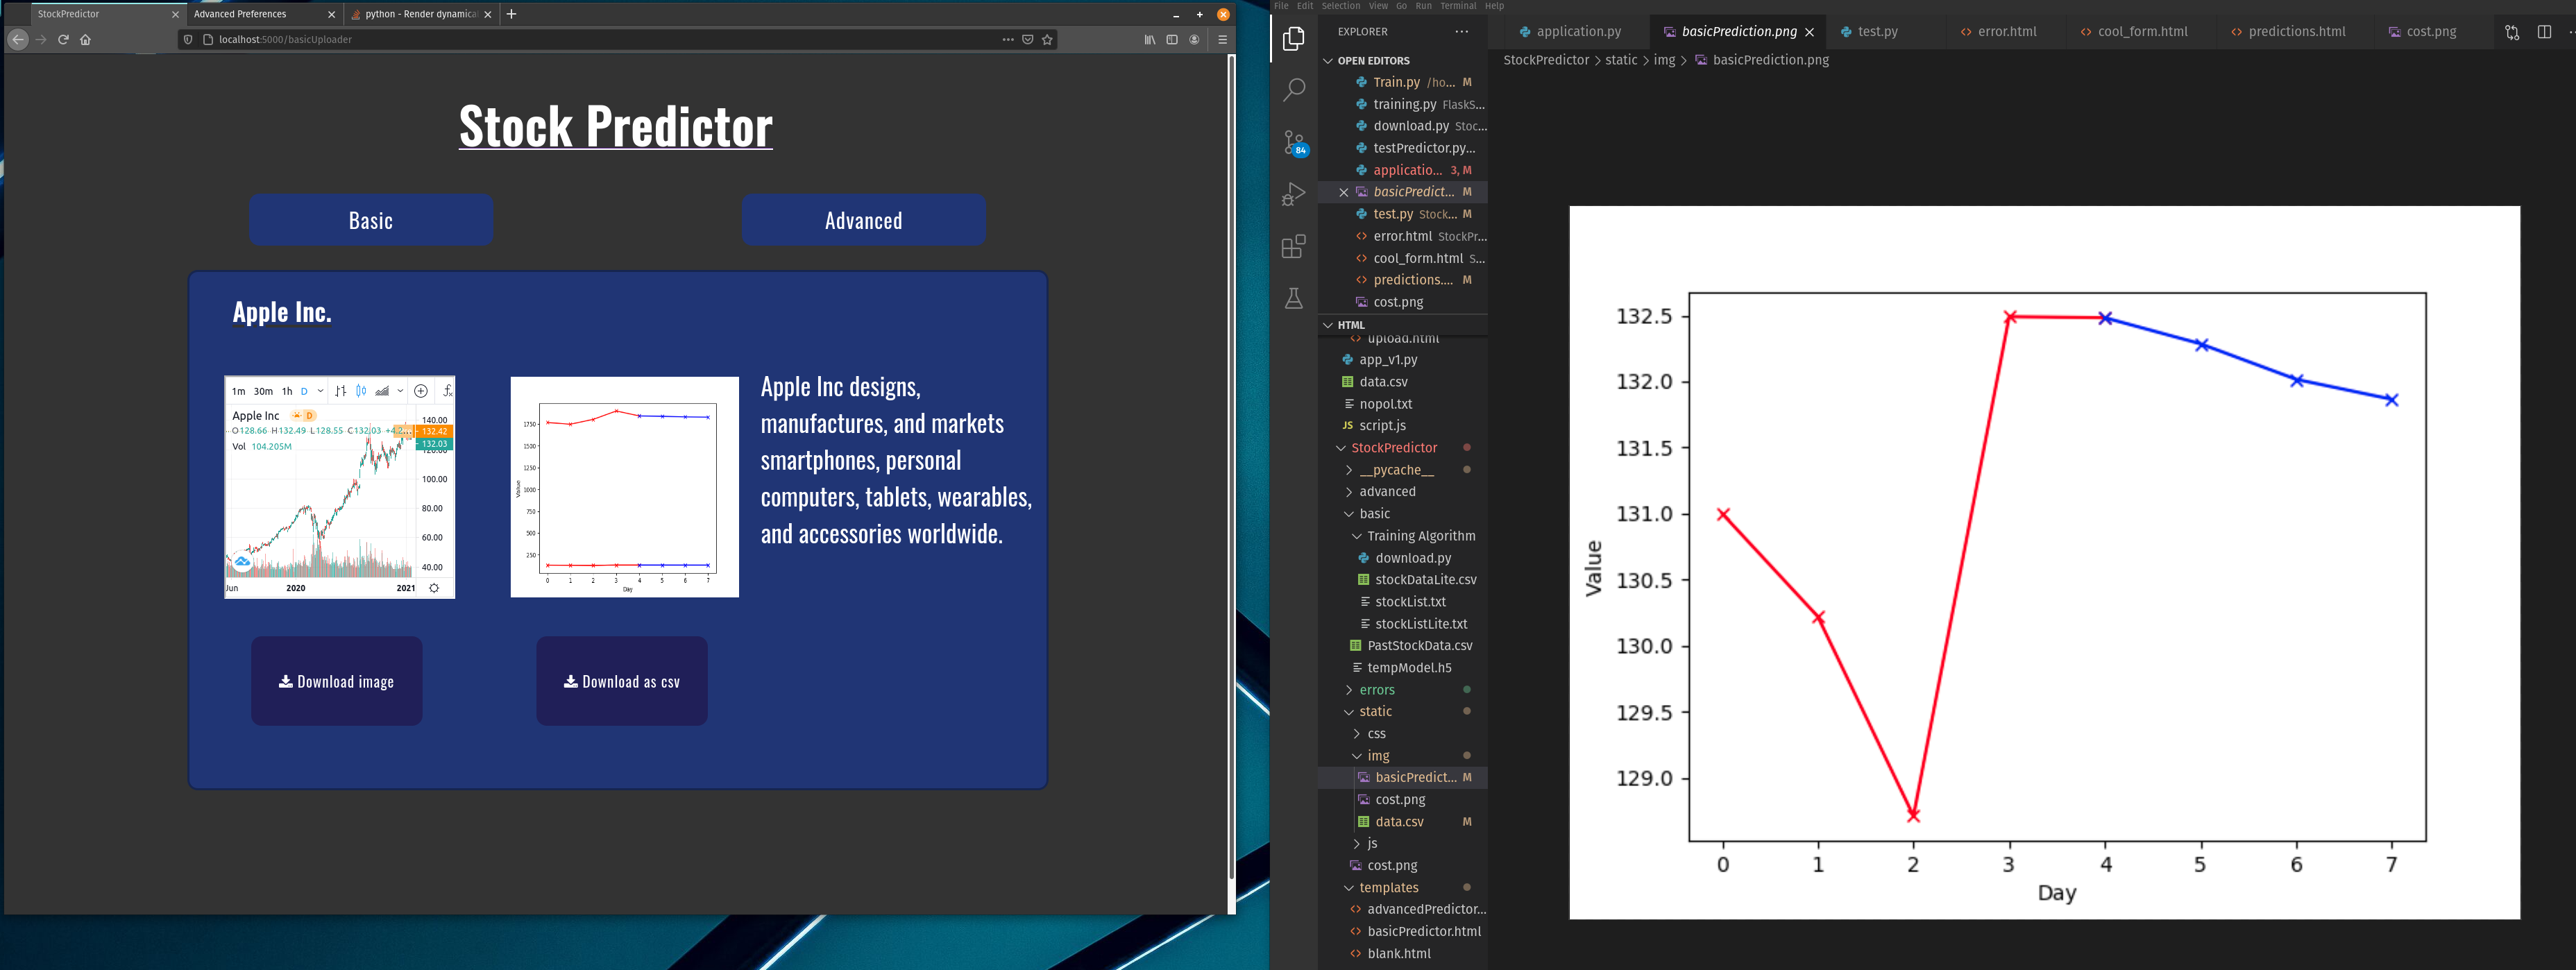 StockPredictor
Advanced Preferences
python - Render dynamica
localhost:5000/basicUploader
Stock Predictor
Basic
Advanced
Apple Inc.
1m 30m 1h D
Apple Inc D
O128.66 H132.49 L128.55 C132.03 +4.2...
Vol 104.205M
140.00
132.42
132.03
120.00
100.00
80.00
60.00
40.00
Jun 2020 2021
1750
1500
1250
1000
750
500
250
Value
0 1 2 3 4 5 6 7
Day
Apple Inc designs,
manufactures, and markets
smartphones, personal
computers, tablets, wearables,
and accessories worldwide.
Download image
Download as csv
File Edit Selection View Go Run Terminal Help
EXPLORER
84
OPEN EDITORS
Train.py /ho... M
training.py FlaskS...
download.py Stoc...
testPredictor.py...
applicatio... 3, M
basicPredict... M
test.py Stock... M
error.html StockPr...
cool_form.html S...
predictions.... M
cost.png
HTML
upload.html
app_v1.py
data.csv
nopol.txt
JS script.js
StockPredictor
__pycache__
advanced
basic
Training Algorithm
download.py
stockDataLite.csv
stockList.txt
stockListLite.txt
PastStockData.csv
tempModel.h5
errors
static
css
img
basicPredict... M
cost.png
data.csv M
js
cost.png
templates
advancedPredictor...
basicPredictor.html
blank.html
application.py
basicPrediction.png
test.py
error.html
cool_form.html
predictions.html
cost.png
StockPredictor > static > img > basicPrediction.png
132.5
132.0
131.5
131.0
130.5
130.0
129.5
129.0
Value
0 1 2 3 4 5 6 7
Day